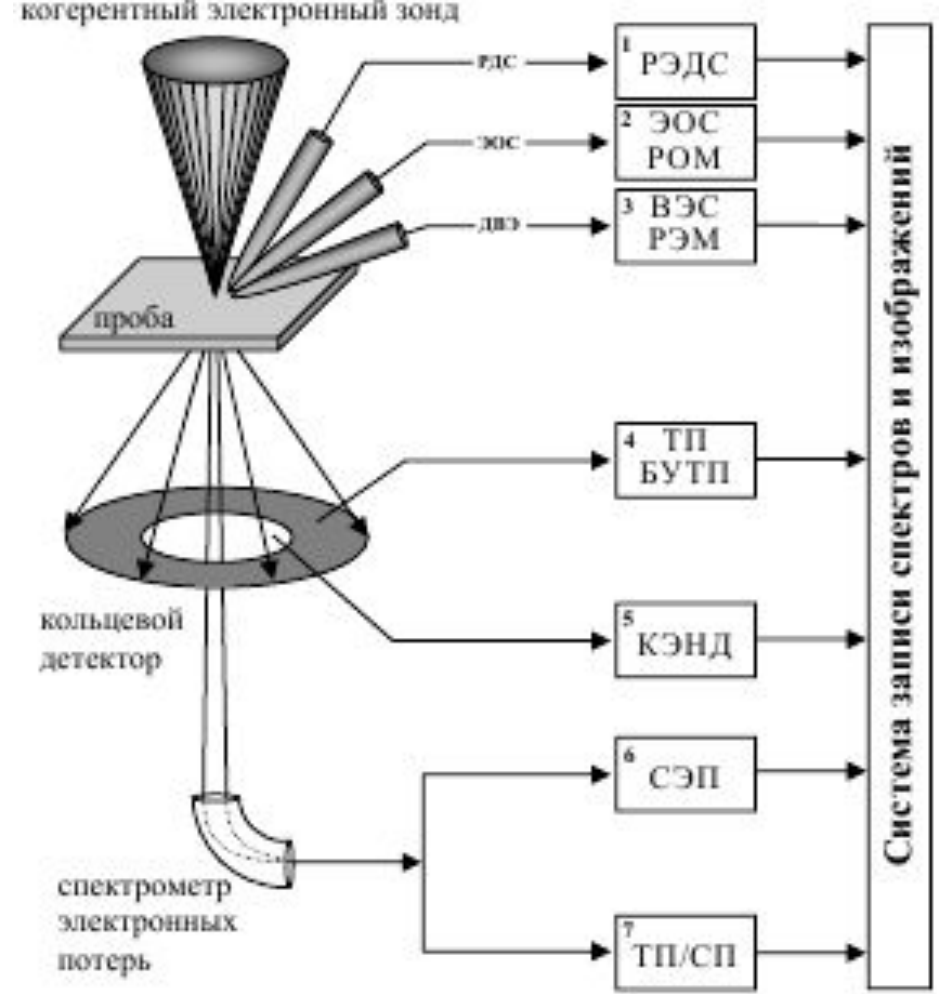 когерентный электронный зонд
РДС
1
РЭДС
ЭОС
2
ЭОС
РОМ
ДВЭ
3
ВЭС
РЭМ
проба
4
ТП
БУТП
кольцевой
детектор
5
КЭНД
6
СЭП
спектрометр
электронных
потерь
7
ТП/СП
Система записи спектров и изображений